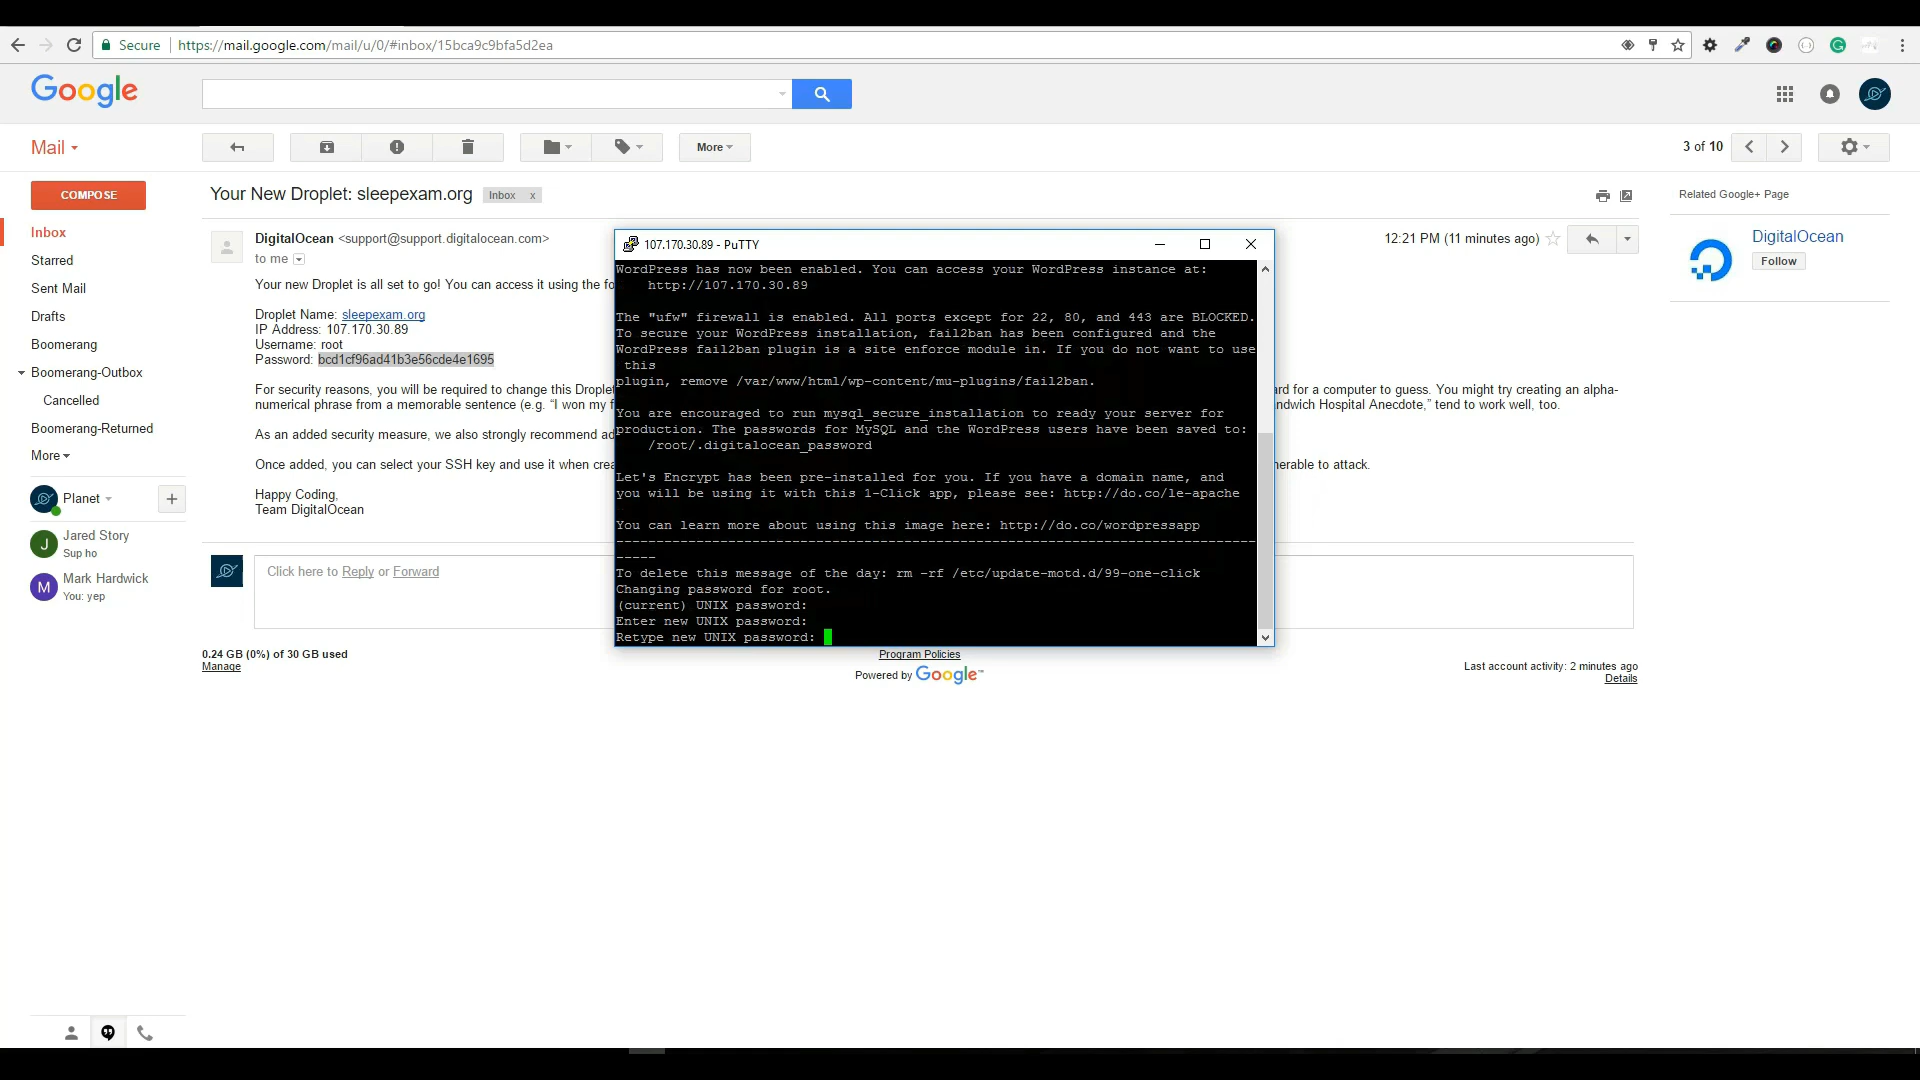 Secure
https://mail.google.com/mail/u/0/#inbox/15bca9c9bfa5d2ea
Google
Mail
More
3 of 10
COMPOSE
Inbox
Starred
Sent Mail
Drafts
Boomerang
Boomerang-Outbox
Cancelled
Boomerang-Returned
More
Planet
Jared Story
Sup ho
Mark Hardwick
You: yep
J
M
Your New Droplet: sleepexam.org
Inbox x
DigitalOcean <support@support.digitalocean.com>
to me
12:21 PM (11 minutes ago)
Your new Droplet is all set to go! You can access it using the fo
Droplet Name: sleepexam.org
IP Address: 107.170.30.89
Username: root
Password: bcd1cf96ad41b3e56cde4e1695
For security reasons, you will be required to change this Droplet
ard for a computer to guess. You might try creating an alpha-
numerical phrase from a memorable sentence (e.g. “I won my f
ndwich Hospital Anecdote,” tend to work well, too.
As an added security measure, we also strongly recommend ad
Once added, you can select your SSH key and use it when crea
nerable to attack.
Happy Coding,
Team DigitalOcean
Click here to Reply or Forward
107.170.30.89 - PuTTY
WordPress has now been enabled. You can access your WordPress instance at:
http://107.170.30.89
The "ufw" firewall is enabled. All ports except for 22, 80, and 443 are BLOCKED.
To secure your WordPress installation, fail2ban has been configured and the
WordPress fail2ban plugin is a site enforce module in. If you do not want to use
this
plugin, remove /var/www/html/wp-content/mu-plugins/fail2ban.
You are encouraged to run mysql_secure_installation to ready your server for
production. The passwords for MySQL and the WordPress users have been saved to:
/root/.digitalocean_password
Let's Encrypt has been pre-installed for you. If you have a domain name, and
you will be using it with this 1-Click app, please see: http://do.co/le-apache
You can learn more about using this image here: http://do.co/wordpressapp
--------------------------------------------------------------------------------
-----
To delete this message of the day: rm -rf /etc/update-motd.d/99-one-click
Changing password for root.
(current) UNIX password:
Enter new UNIX password:
Retype new UNIX password:
Related Google+ Page
DigitalOcean
Follow
0.24 GB (0%) of 30 GB used
Manage
Program Policies
Powered by Google™
Last account activity: 2 minutes ago
Details